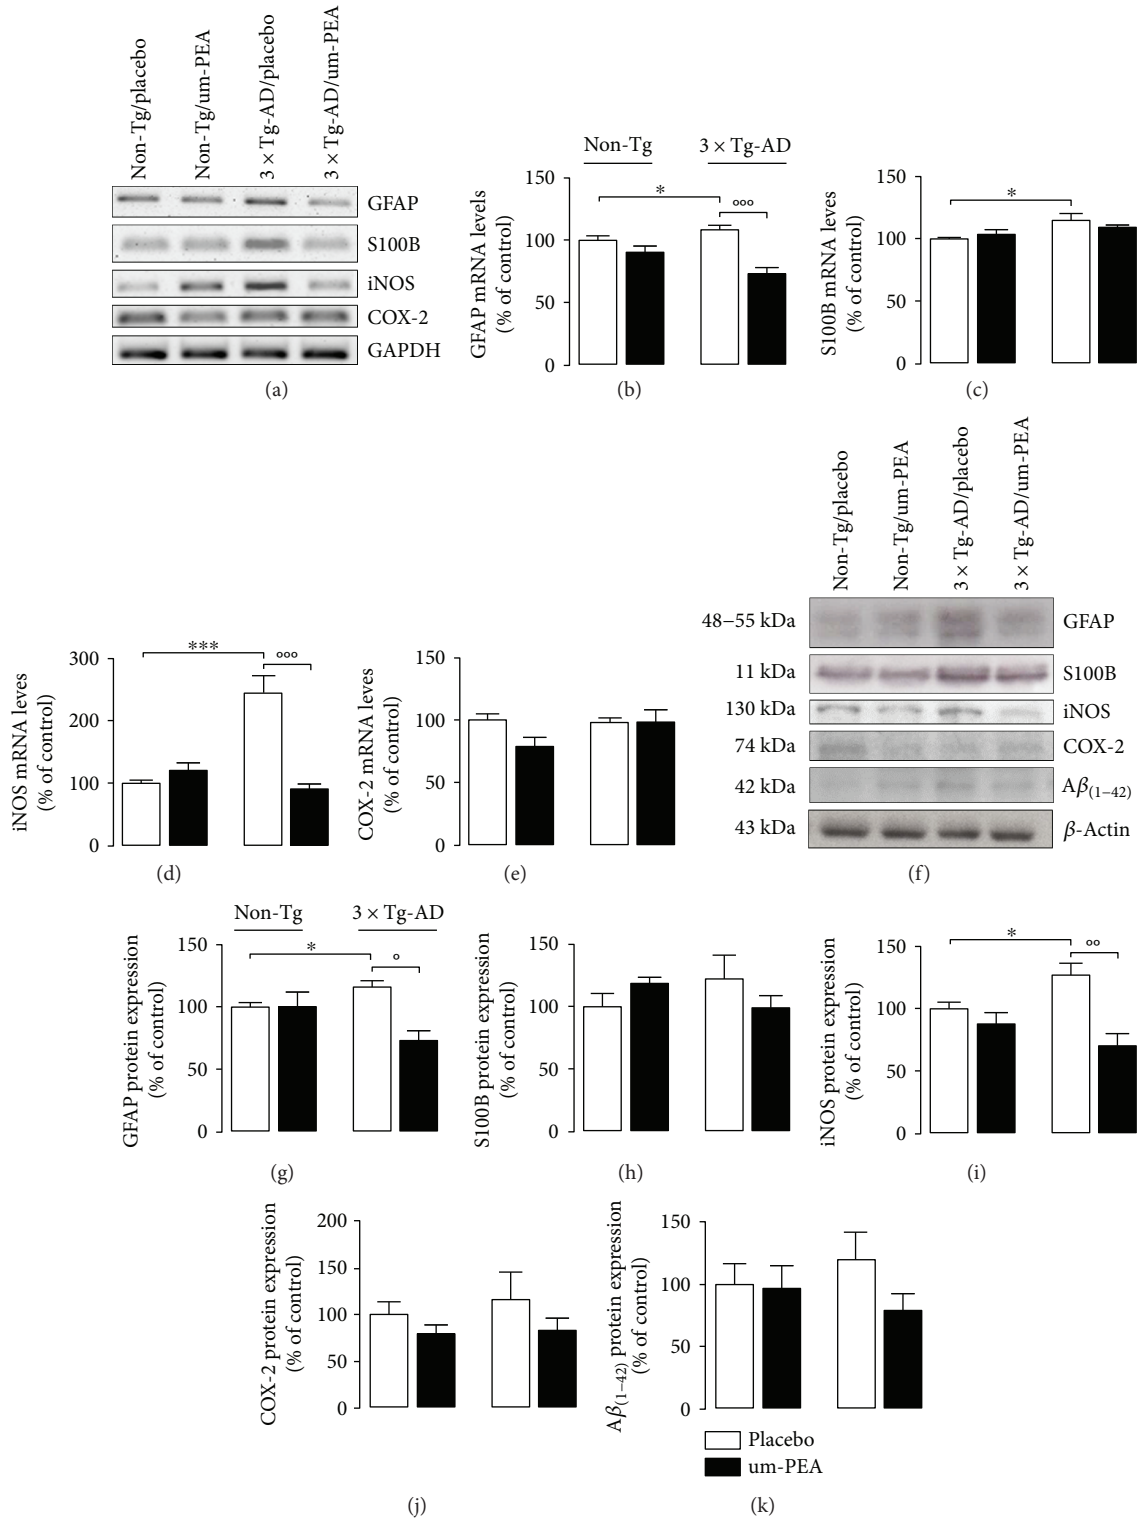 Non-Tg/placebo
Non-Tg/um-PEA
3 × Tg-AD/placebo
3 × Tg-AD/um-PEA
GFAP
S100B
iNOS
COX-2
GAPDH
(a)
Non-Tg
3 × Tg-AD
GFAP mRNA levels
(% of control)
150
100
50
0
*
°°°
(b)
S100B mRNA leves
(% of control)
150
100
50
0
*
(c)
iNOS mRNA leves
(% of control)
300
200
100
0
***
°°°
(d)
COX-2 mRNA leves
(% of control)
150
100
50
0
(e)
Non-Tg/placebo
Non-Tg/um-PEA
3 × Tg-AD/placebo
3 × Tg-AD/um-PEA
48–55 kDa GFAP
11 kDa S100B
130 kDa iNOS
74 kDa COX-2
42 kDa Aβ(1–42)
43 kDa β-Actin
(f)
Non-Tg
3 × Tg-AD
GFAP protein expression
(% of control)
150
100
50
0
*
°
(g)
S100B protein expression
(% of control)
150
100
50
0
(h)
iNOS protein expression
(% of control)
150
100
50
0
*
°°
(i)
COX-2 protein expression
(% of control)
200
150
100
50
0
(j)
Aβ(1–42) protein expression
(% of control)
150
100
50
0
Placebo
um-PEA
(k)